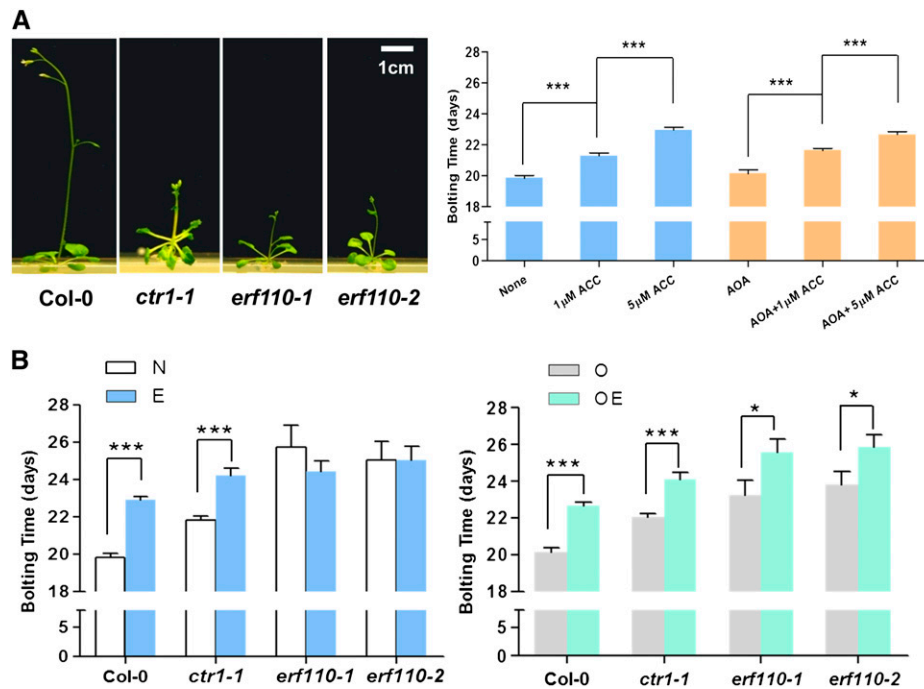 A
1cm
Col-0 ctr1-1 erf110-1 erf110-2
Bolting Time (days)
28
26
24
22
20
18
5
0
***
***
***
***
None 1μM ACC 5μM ACC AOA AOA+1μM ACC AOA+ 5μM ACC
B
N
E
Bolting Time (days)
28
26
24
22
20
18
5
0
***
***
Col-0 ctr1-1 erf110-1 erf110-2
O
OE
Bolting Time (days)
28
26
24
22
20
18
5
0
***
***
*
*
Col-0 ctr1-1 erf110-1 erf110-2